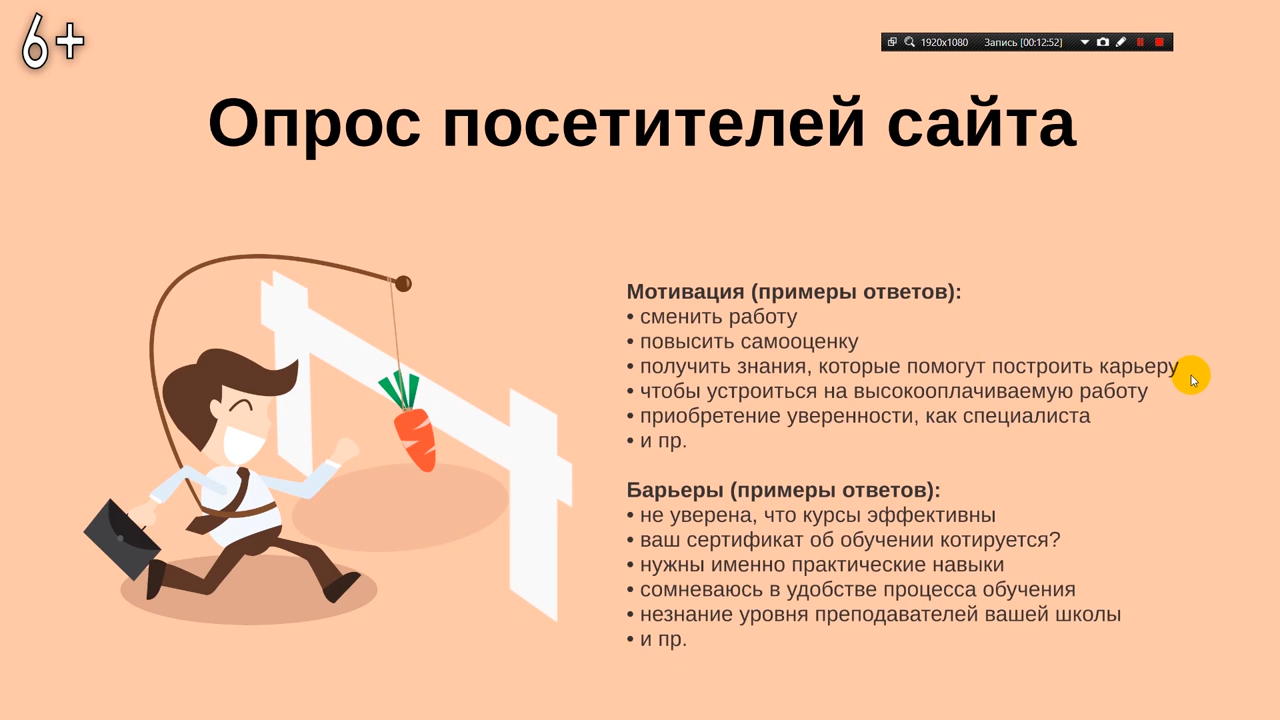 6+
1920x1080 Запись [00:12:52]
Опрос посетителей сайта
Мотивация (примеры ответов):
• сменить работу
• повысить самооценку
• получить знания, которые помогут построить карьеру
• чтобы устроиться на высокооплачиваемую работу
• приобретение уверенности, как специалиста
• и пр.
Барьеры (примеры ответов):
• не уверена, что курсы эффективны
• ваш сертификат об обучении котируется?
• нужны именно практические навыки
• сомневаюсь в удобстве процесса обучения
• незнание уровня преподавателей вашей школы
• и пр.